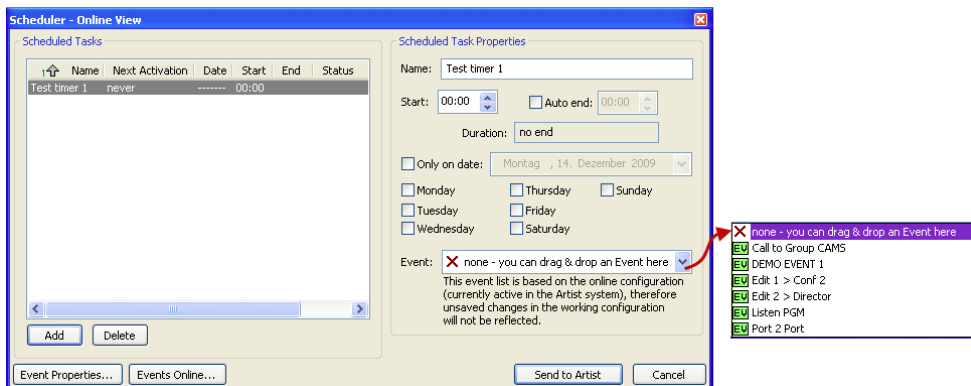 Scheduler - Online View
Scheduled Tasks
Name Next Activation Date Start End Status
Test timer 1 never ------- 00:00
Add Delete
Event Properties... Events Online...
Scheduled Task Properties
Name: Test timer 1
Start: 00:00 Auto end: 00:00
Duration: no end
Only on date: Montag , 14. Dezember 2009
Monday Thursday Sunday
Tuesday Friday
Wednesday Saturday
Event: none - you can drag & drop an Event here
This event list is based on the online configuration
(currently active in the Artist system), therefore
unsaved changes in the working configuration
will not be reflected.
Send to Artist Cancel
none - you can drag & drop an Event here
EV Call to Group CAMS
EV DEMO EVENT 1
EV Edit 1 > Conf 2
EV Edit 2 > Director
EV Listen PGM
EV Port 2 Port